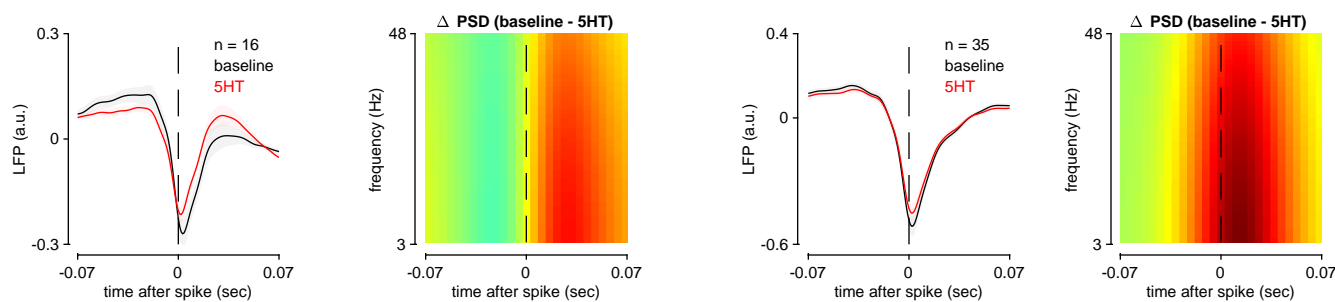 0.3
0
-0.3
LFP (a.u.)
n = 16
baseline
5HT
-0.07
0
0.07
time after spike (sec)
Δ PSD (baseline - 5HT)
48
3
frequency (Hz)
-0.07
0
0.07
time after spike (sec)
0.4
0
-0.6
LFP (a.u.)
n = 35
baseline
5HT
-0.07
0
0.07
time after spike (sec)
Δ PSD (baseline - 5HT)
48
3
frequency (Hz)
-0.07
0
0.07
time after spike (sec)